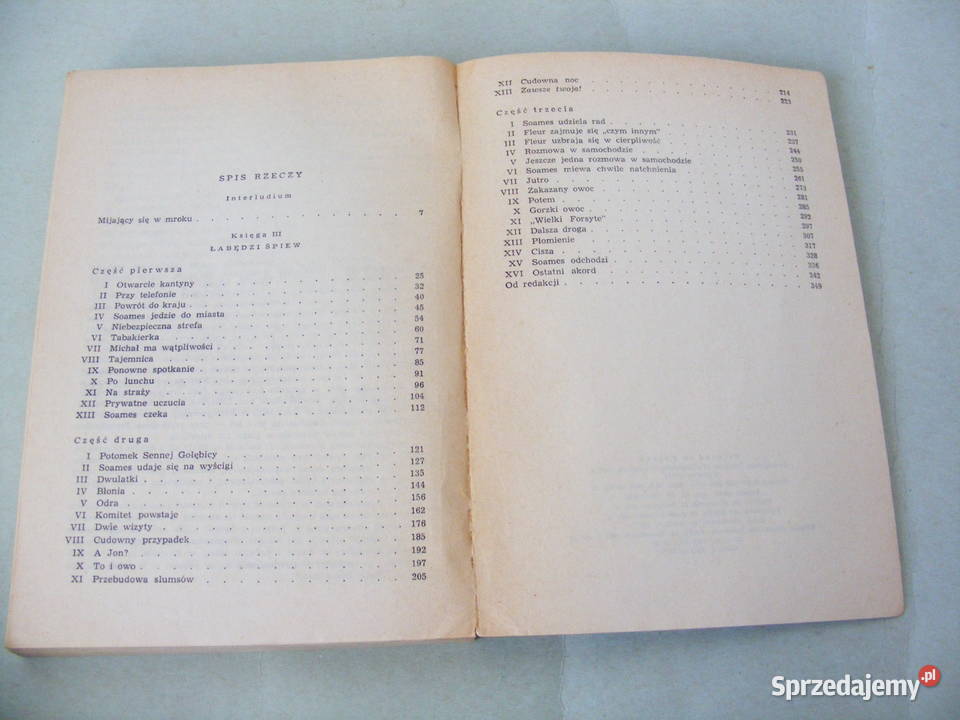 SPIS RZECZY
Interludium
Mijający się w mroku . . . . . . . . . . . 7
Księga III
ŁABĘDZI ŚPIEW
Część pierwsza
I Otwarcie kantyny . . . . . . . . . . 25
II Przy telefonie . . . . . . . . . . 32
III Powrót do kraju . . . . . . . . . . 40
IV Soames jedzie do miasta . . . . . . . . . . 45
V Niebezpieczna strefa . . . . . . . . . . 54
VI Tabakierka . . . . . . . . . . 60
VII Michał ma wątpliwości . . . . . . . . . . 71
VIII Tajemnica . . . . . . . . . . 77
IX Ponowne spotkanie . . . . . . . . . . 85
X Po lunchu . . . . . . . . . . 91
XI Na straży . . . . . . . . . . 96
XII Prywatne uczucia . . . . . . . . . . 104
XIII Soames czeka . . . . . . . . . . 112
Część druga
I Potomek Sennej Gołębicy . . . . . . . . . . 121
II Soames udaje się na wyścigi . . . . . . . . . . 127
III Dwulatki . . . . . . . . . . 135
IV Błonia . . . . . . . . . . 144
V Odra . . . . . . . . . . 156
VI Komitet powstaje . . . . . . . . . . 162
VII Dwie wizyty . . . . . . . . . . 176
VIII Cudowny przypadek . . . . . . . . . . 185
IX A Jon? . . . . . . . . . . 192
X To i owo . . . . . . . . . . 197
XI Przebudowa slumsów . . . . . . . . . . 205
XII Cudowna noc . . . . . . . . . . 214
XIII Zawsze twoje! . . . . . . . . . . 223
Część trzecia
I Soames udziela rad . . . . . . . . . . 231
II Fleur zajmuje się „czym innym” . . . . . . . . . . 237
III Fleur uzbraja się w cierpliwość . . . . . . . . . . 244
IV Rozmowa w samochodzie . . . . . . . . . . 250
V Jeszcze jedna rozmowa w samochodzie . . . . . . . . . . 255
VI Soames miewa chwile natchnienia . . . . . . . . . . 261
VII Jutro . . . . . . . . . . 273
VIII Zakazany owoc . . . . . . . . . . 281
IX Potem . . . . . . . . . . 285
X Gorzki owoc . . . . . . . . . . 292
XI „Wielki Forsyte” . . . . . . . . . . 297
XII Dalsza droga . . . . . . . . . . 307
XIII Płomienie . . . . . . . . . . 317
XIV Cisza . . . . . . . . . . 328
XV Soames odchodzi . . . . . . . . . . 336
XVI Ostatni akord . . . . . . . . . . 342
Od redakcji . . . . . . . . . . 349
Sprzedajemy.pl